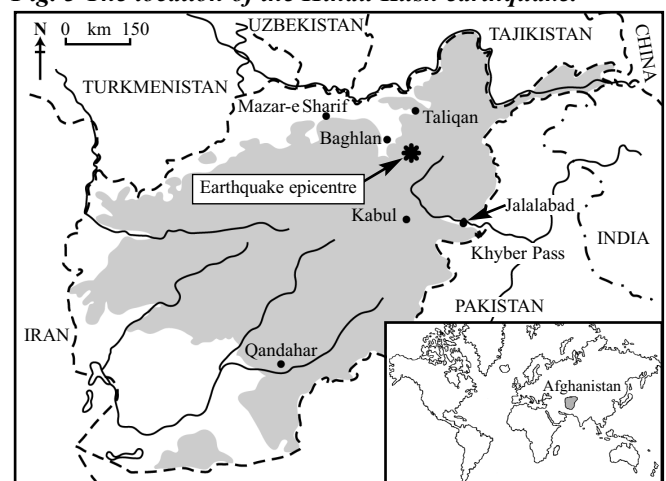 Fig. 3 The location of the Hindu Kush earthquake.
N 0 km 150
UZBEKISTAN
TAJIKISTAN
CHINA
TURKMENISTAN
Mazar-e Sharif
Taliqan
Baghlan
Earthquake epicentre
Kabul
Jalalabad
INDIA
Khyber Pass
PAKISTAN
IRAN
Qandahar
Afghanistan